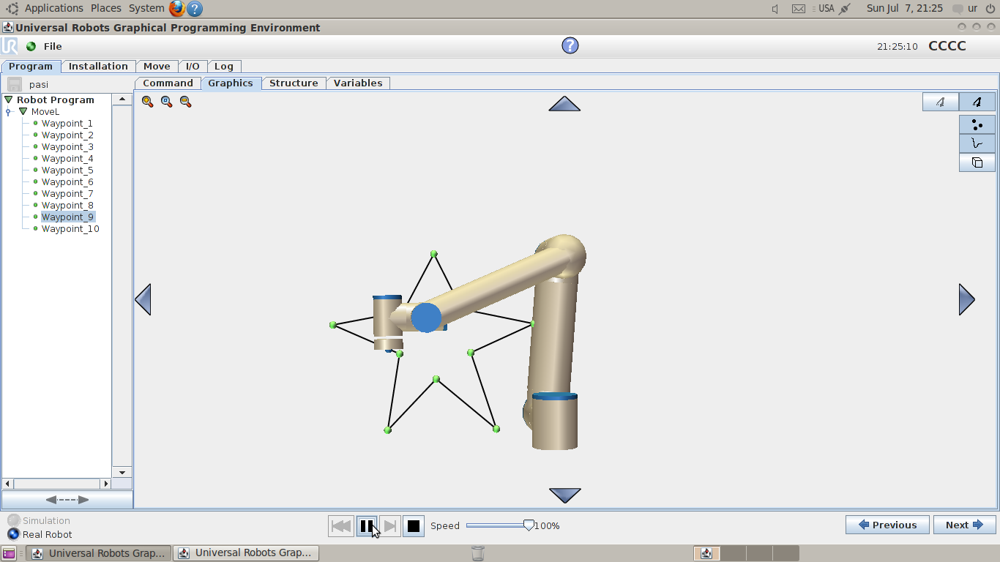 Applications Places System ? USA Sun Jul 7, 21:25 ur
Universal Robots Graphical Programming Environment
UR File ? 21:25:10 CCCC
Program Installation Move I/O Log
pasi Command Graphics Structure Variables
Robot Program
MoveL
Waypoint_1
Waypoint_2
Waypoint_3
Waypoint_4
Waypoint_5
Waypoint_6
Waypoint_7
Waypoint_8
Waypoint_9
Waypoint_10
Simulation
Real Robot
Speed 100%
Previous Next
Universal Robots Grap... Universal Robots Grap...